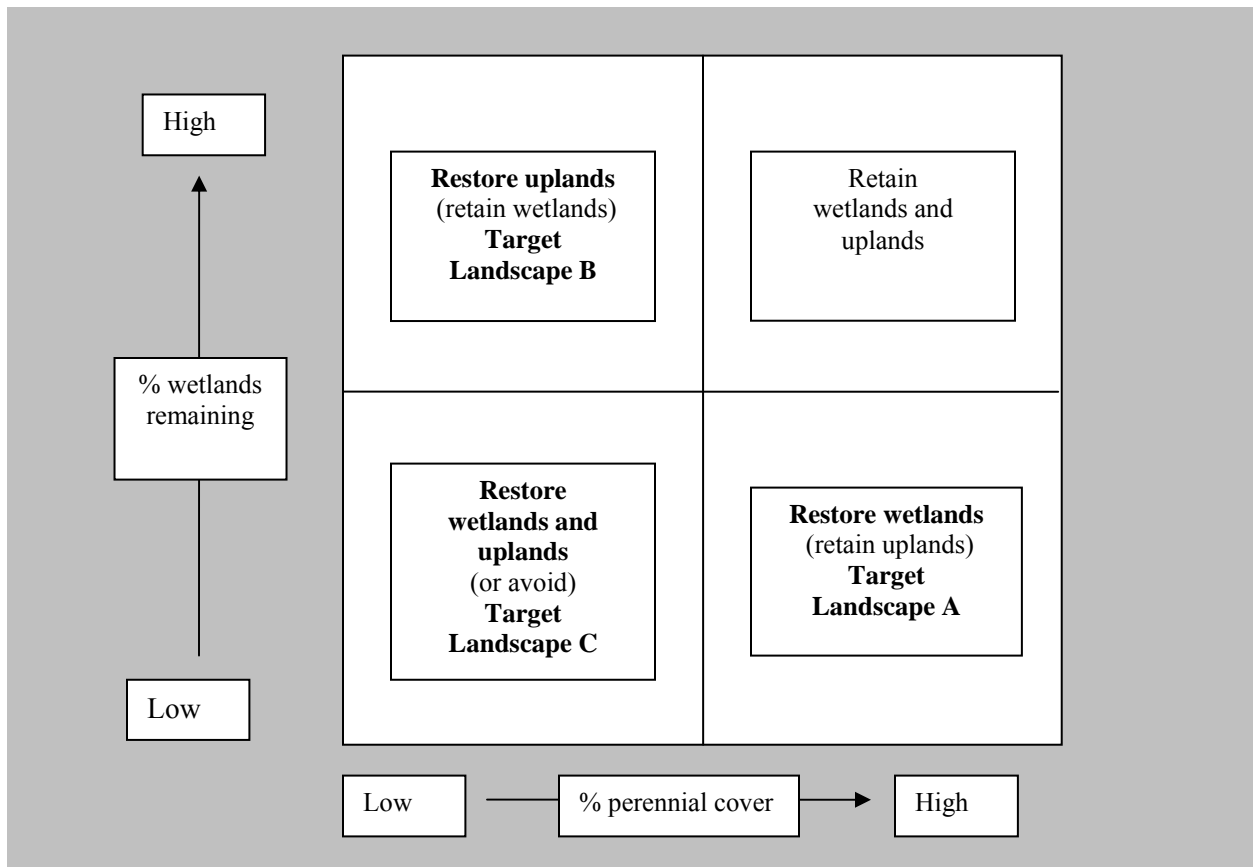 High
Restore uplands
(retain wetlands)
Target
Landscape B
Retain
wetlands and
uplands
% wetlands
remaining
Restore
wetlands and
uplands
(or avoid)
Target
Landscape C
Restore wetlands
(retain uplands)
Target
Landscape A
Low
Low
% perennial cover
High